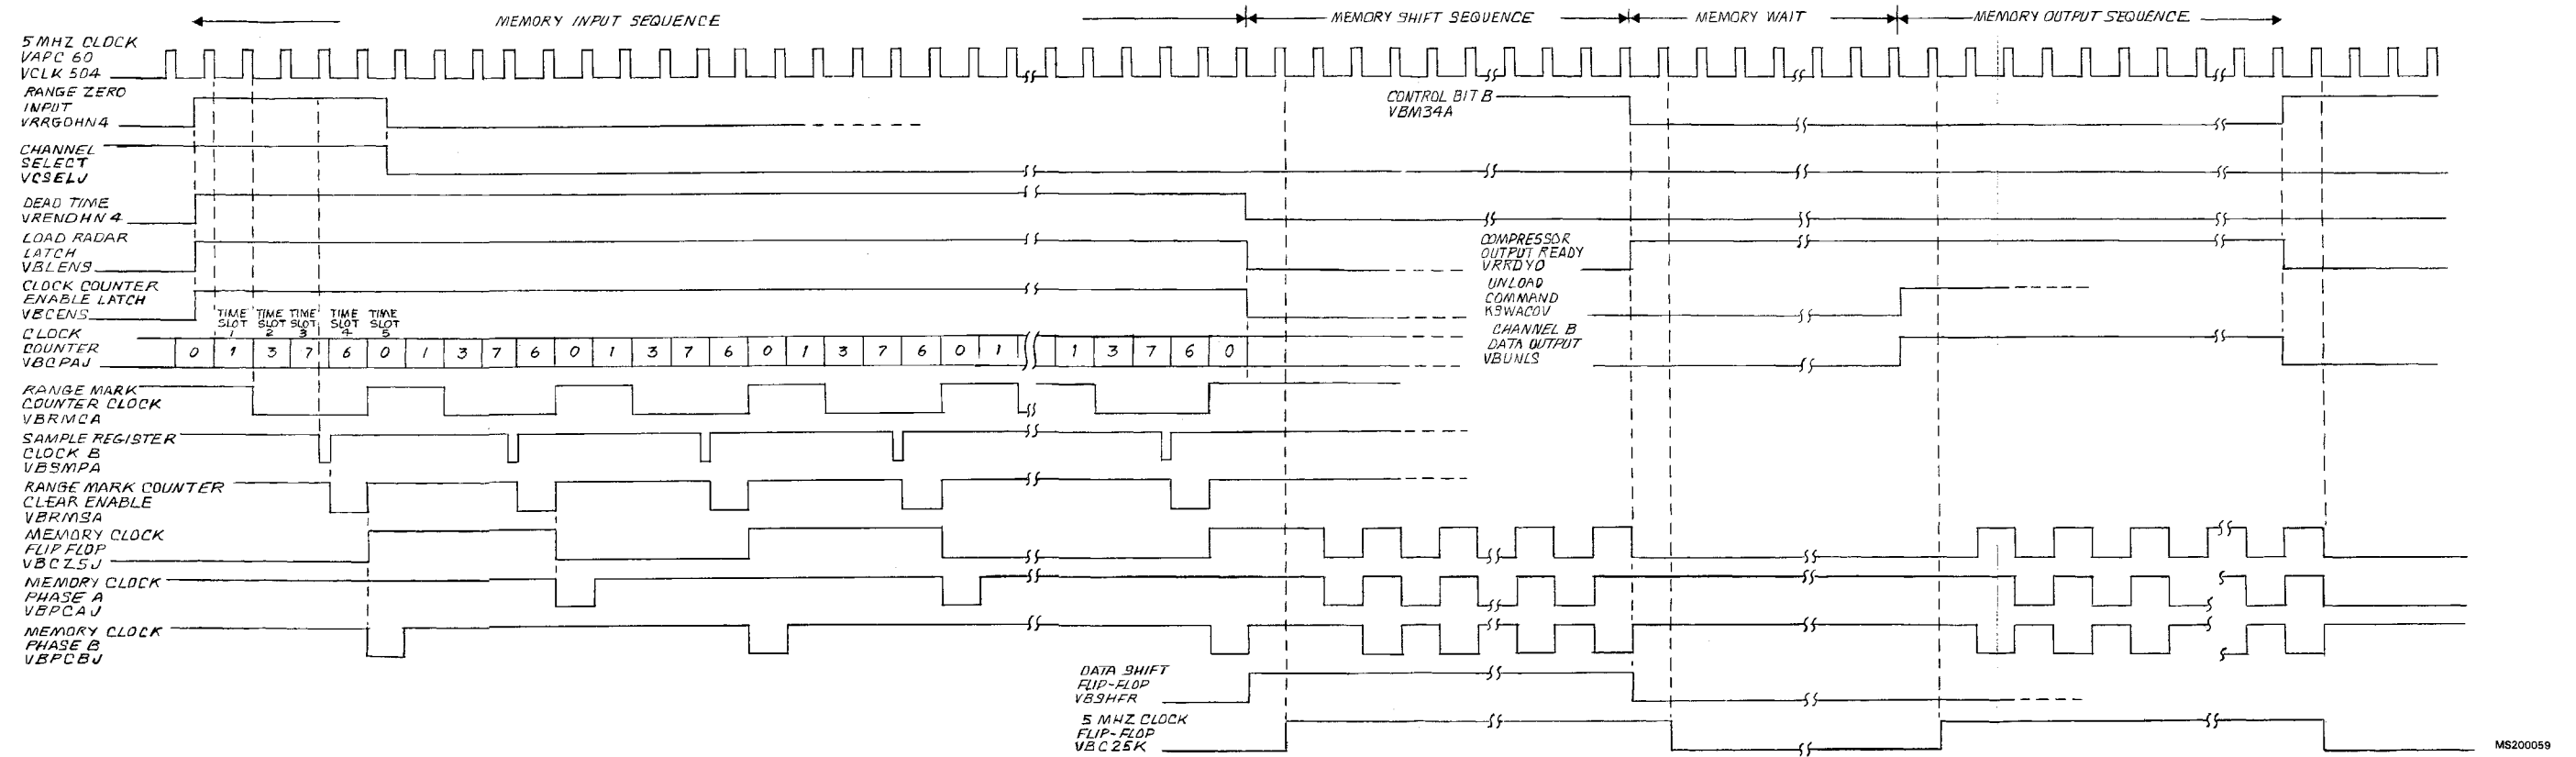 MEMORY INPUT SEQUENCE
MEMORY SHIFT SEQUENCE
MEMORY WAIT
MEMORY OUTPUT SEQUENCE
5 MHZ CLOCK
VAPC 60
VCLK 504
RANGE ZERO
INPUT
VRRGOHN4
CONTROL BIT B
VBM34A
CHANNEL
SELECT
VCSELJ
DEAD TIME
VRENDHN4
LOAD RADAR
LATCH
VBLENS
COMPRESSOR
OUTPUT READY
VRRDYO
CLOCK COUNTER
ENABLE LATCH
VBCENS
UNLOAD
COMMAND
K9WACOV
TIME SLOT 1
TIME SLOT 2
TIME SLOT 3
TIME SLOT 4
TIME SLOT 5
CLOCK
COUNTER
VBCPAJ
0 1 3 7 6 0 1 3 7 6 0 1 3 7 6 0 1 3 7 6 0 1 1 3 7 6 0
CHANNEL B
DATA OUTPUT
VBUNLS
RANGE MARK
COUNTER CLOCK
VBRMCA
SAMPLE REGISTER
CLOCK B
VBSMPA
RANGE MARK COUNTER
CLEAR ENABLE
VBRMSA
MEMORY CLOCK
FLIP FLOP
VBCZ5J
MEMORY CLOCK
PHASE A
VBPCAJ
MEMORY CLOCK
PHASE B
VBPCBJ
DATA SHIFT
FLIP-FLOP
VBSHFR
5 MHZ CLOCK
FLIP-FLOP
VBC25K
MS200059